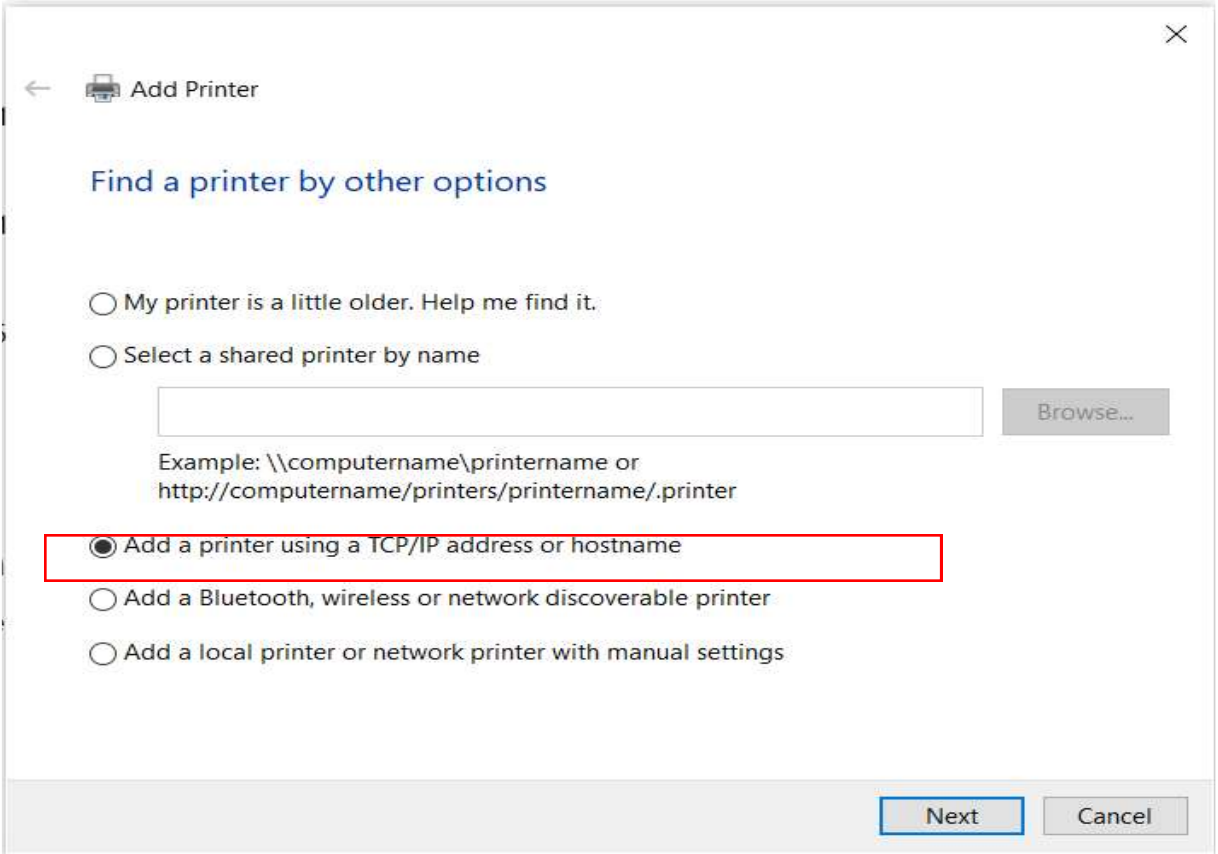 Add Printer
Find a printer by other options
My printer is a little older. Help me find it.
Select a shared printer by name
Browse...
Example: \\computername\printername or
http://computername/printers/printername/.printer
Add a printer using a TCP/IP address or hostname
Add a Bluetooth, wireless or network discoverable printer
Add a local printer or network printer with manual settings
Next
Cancel